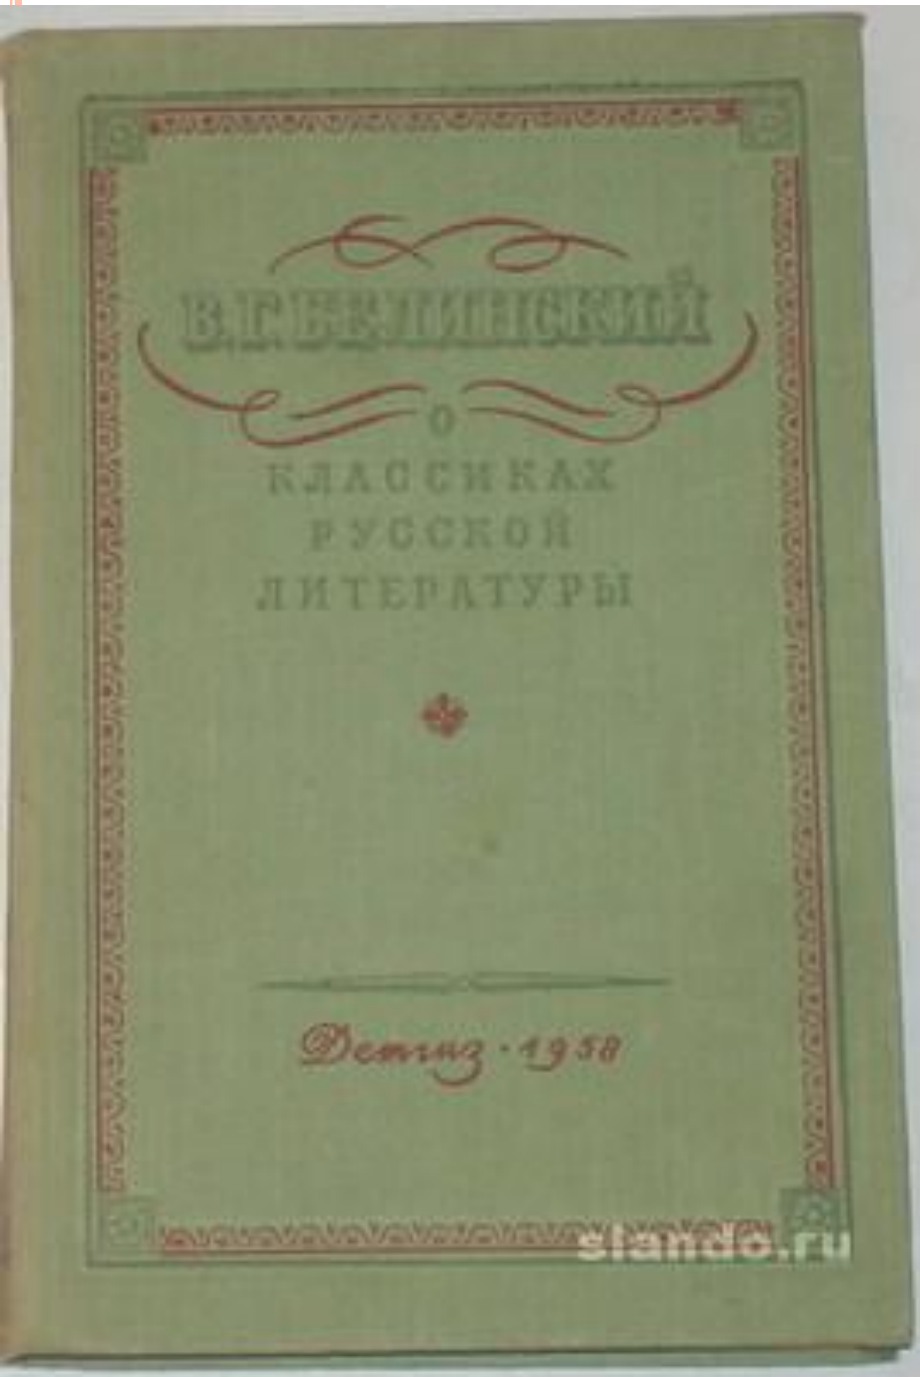 В.Г. БЕЛИНСКИЙ
О
КЛАССИКАХ
РУССКОЙ
ЛИТЕРАТУРЫ
Детгиз · 1958
slando.ru